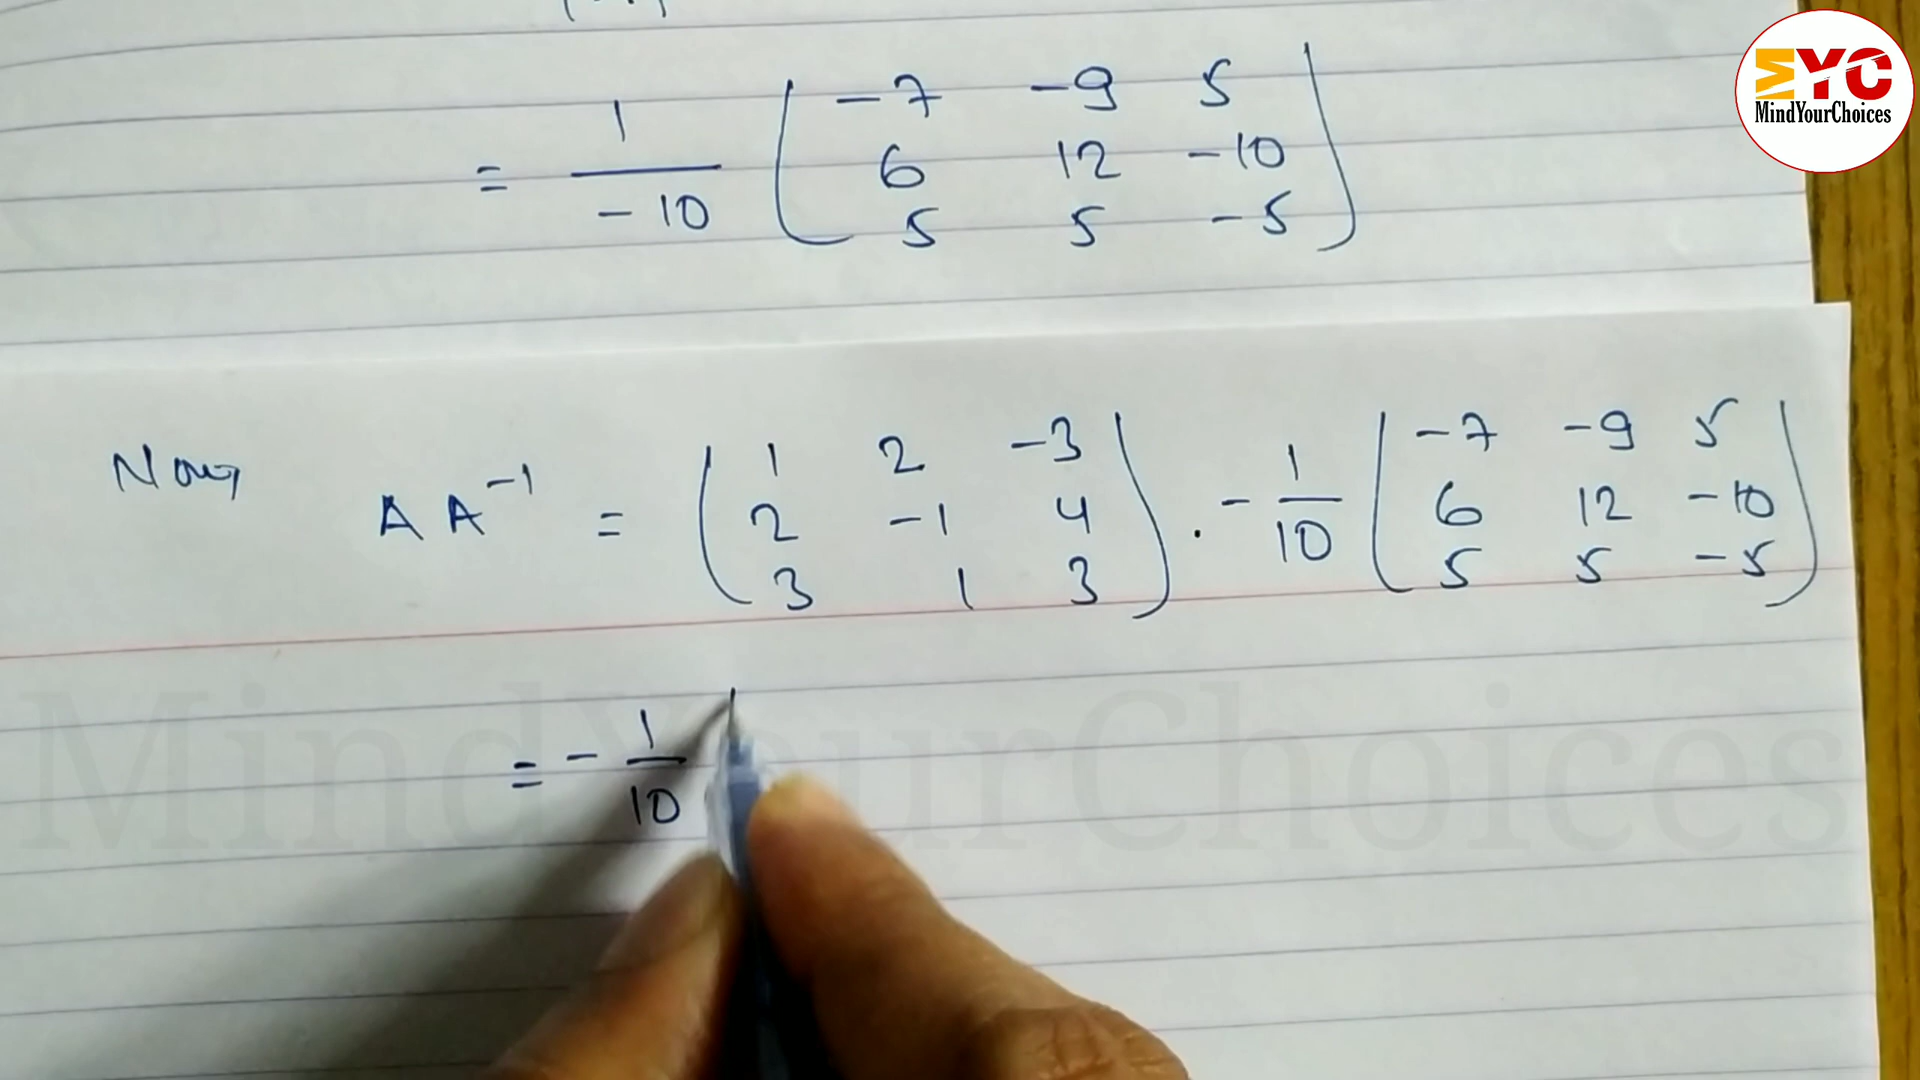 MYC
MindYourChoices
= 1/-10 ( -7 -9 5
6 12 -10
5 5 -5 )
Now A A⁻¹ = ( 1 2 -3
2 -1 4
3 1 3 ) . - 1/10 ( -7 -9 5
6 12 -10
5 5 -5 )
= - 1/10
MindYourChoices